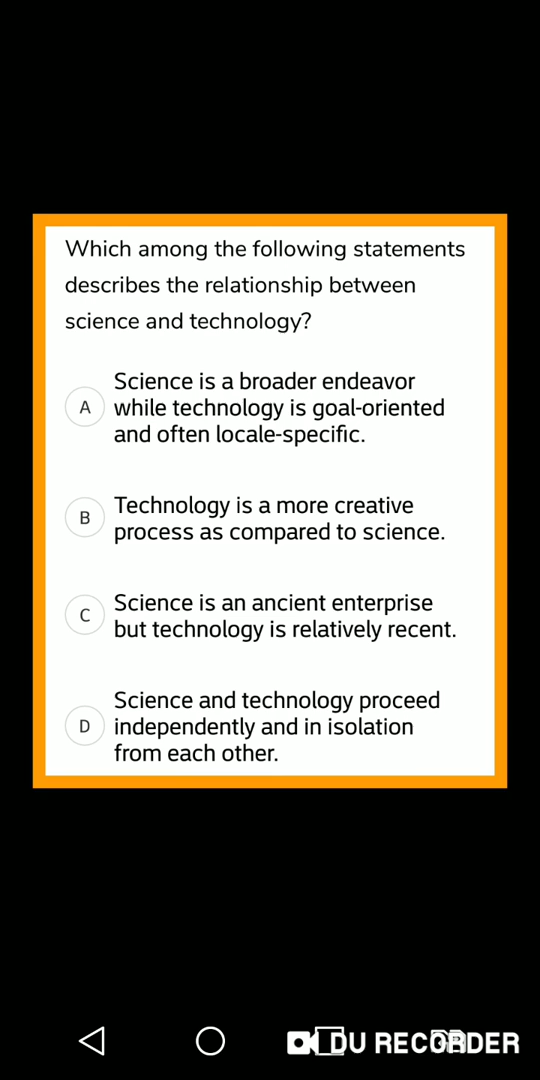 Which among the following statements
describes the relationship between
science and technology?
Science is a broader endeavor
A while technology is goal-oriented
and often locale-specific.
Technology is a more creative
B
process as compared to science.
Science is an ancient enterprise
C
but technology is relatively recent.
Science and technology proceed
D independently and in isolation
from each other.
DU RECORDER